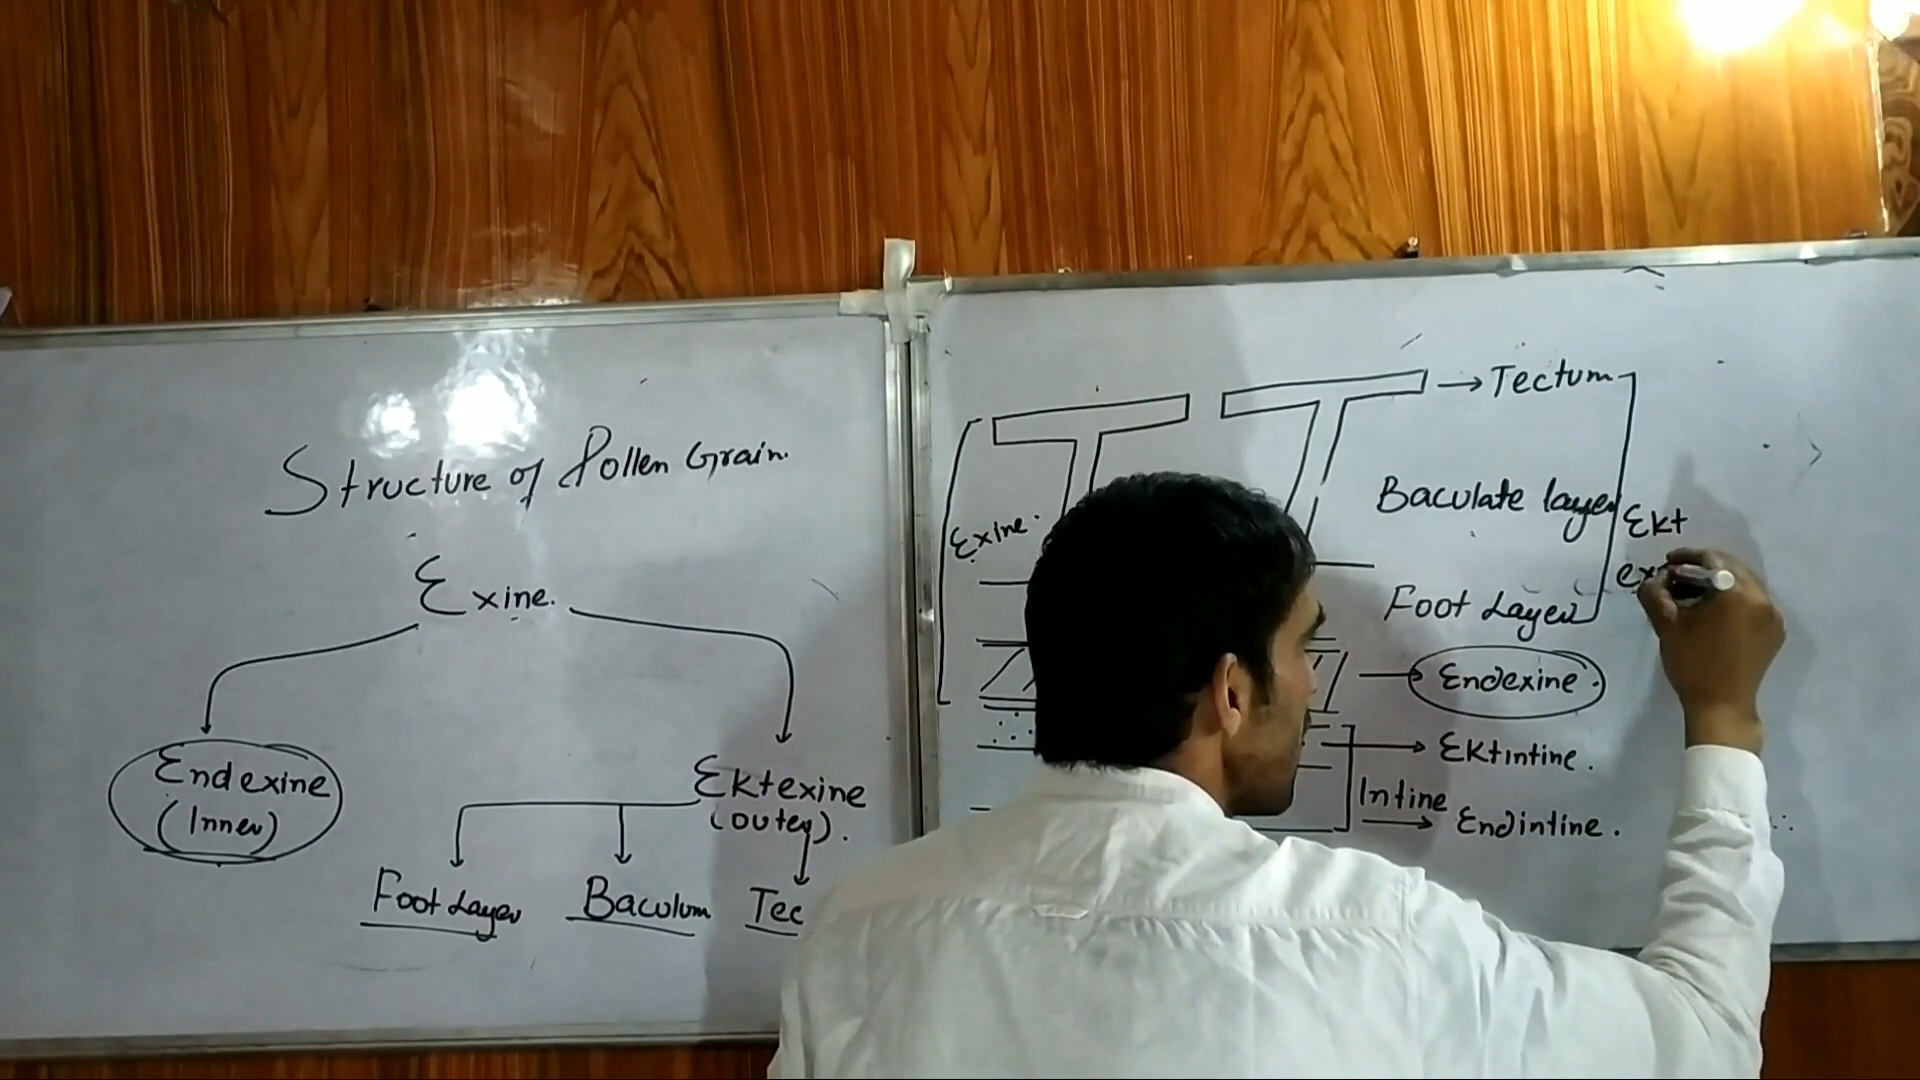 Structure of Pollen Grain.
Exine.
Endexine
(Inner)
Ektexine
(outer).
Foot Layer
Baculum
Tec
Tectum
Exine.
Baculate layer
Ekt
ex
Foot Layer
Endexine.
Ektintine.
Intine
Endintine.